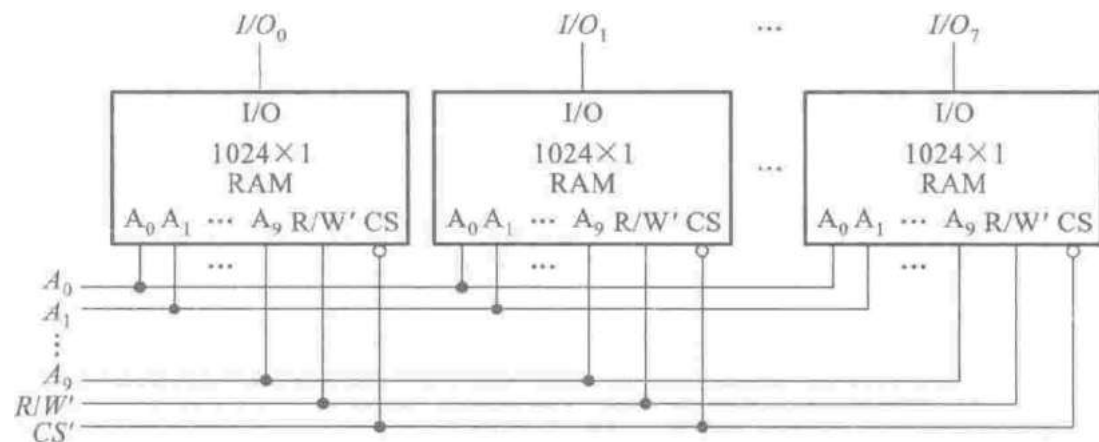 I/O₀ I/O₁ ... I/O₇
I/O I/O I/O
1024×1 1024×1 ... 1024×1
RAM RAM RAM
A₀ A₁ ... A₉ R/W' CS A₀ A₁ ... A₉ R/W' CS A₀ A₁ ... A₉ R/W' CS
... ... ...
A₀
A₁
⋮
A₉
R/W'
CS'